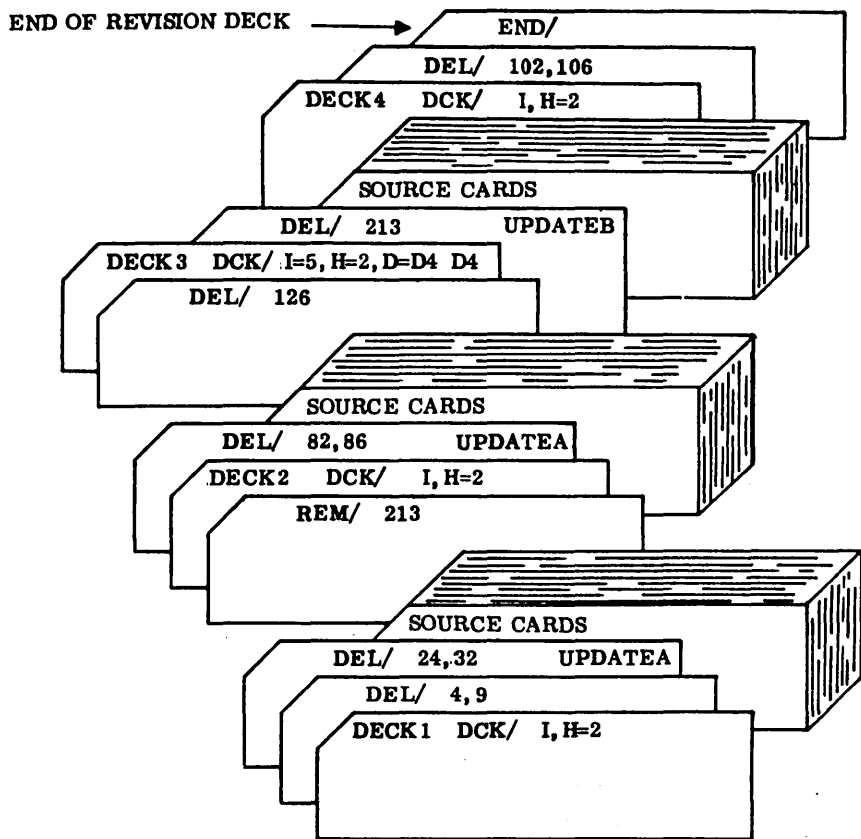 END OF REVISION DECK
END/
DEL/ 102,106
DECK4 DCK/ I, H=2
SOURCE CARDS
DEL/ 213 UPDATEB
DECK3 DCK/ I=5, H=2, D=D4 D4
DEL/ 126
SOURCE CARDS
DEL/ 82,86 UPDATEA
DECK2 DCK/ I, H=2
REM/ 213
SOURCE CARDS
DEL/ 24,32 UPDATEA
DEL/ 4,9
DECK1 DCK/ I, H=2